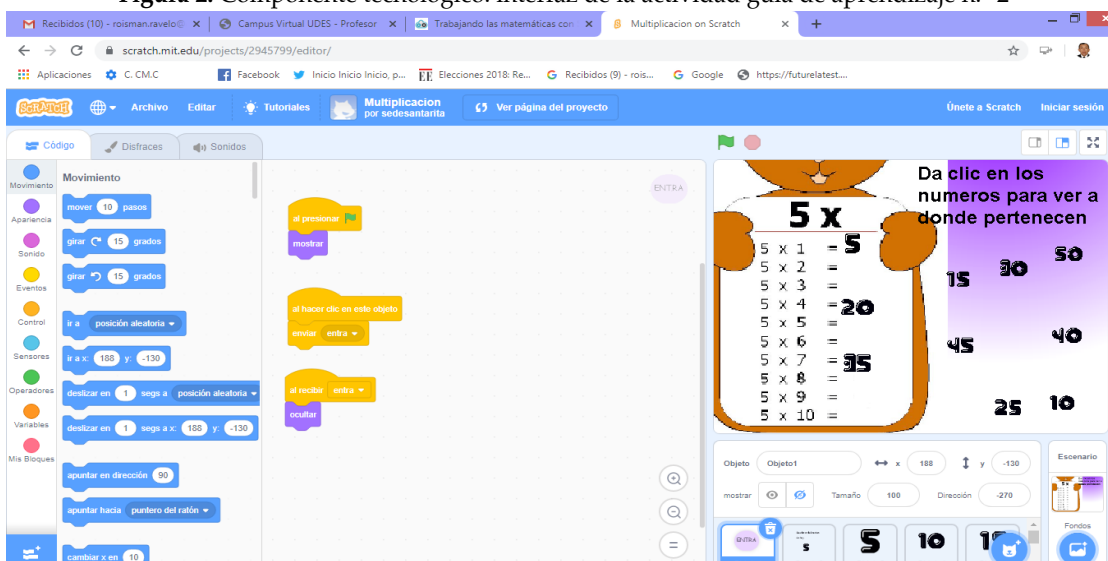 Figura 2. Componente tecnológico: interfaz de la actividad guía de aprendizaje n.° 2
Recibidos (10) - roisman.ravelo@
Campus Virtual UDES - Profesor
Trabajando las matemáticas con
Multiplicacion on Scratch
scratch.mit.edu/projects/2945799/editor/
Aplicaciones
C. CM.C
Facebook
Inicio Inicio Inicio, p...
Elecciones 2018: Re...
Recibidos (9) - rois...
Google
https://futurelatest....
SCRATCH
Archivo
Editar
Tutoriales
Multiplicacion
por sedesantarita
Ver página del proyecto
Únete a Scratch
Iniciar sesión
Código
Disfraces
Sonidos
Movimiento
Apariencia
Sonido
Eventos
Control
Sensores
Operadores
Variables
Mis Bloques
Movimiento
mover 10 pasos
girar 15 grados
girar 15 grados
ir a posición aleatoria
ir a x: 188 y: -130
deslizar en 1 segs a posición aleatoria
deslizar en 1 segs a x: 188 y: -130
apuntar en dirección 90
apuntar hacia puntero del ratón
cambiar x en 10
ENTRA
al presionar
mostrar
al hacer clic en este objeto
enviar entra
al recibir entra
ocultar
Da clic en los
numeros para ver a
donde pertenecen
5 X
5 x 1 = 5
5 x 2 =
5 x 3 =
5 x 4 = 20
5 x 5 =
5 x 6 =
5 x 7 = 35
5 x 8 =
5 x 9 =
5 x 10 =
15
30
50
45
40
25
10
Objeto Objeto1 x 188 y -130
mostrar Tamaño 100 Dirección -270
Escenario
Fondos
ENTRA
5
5
10